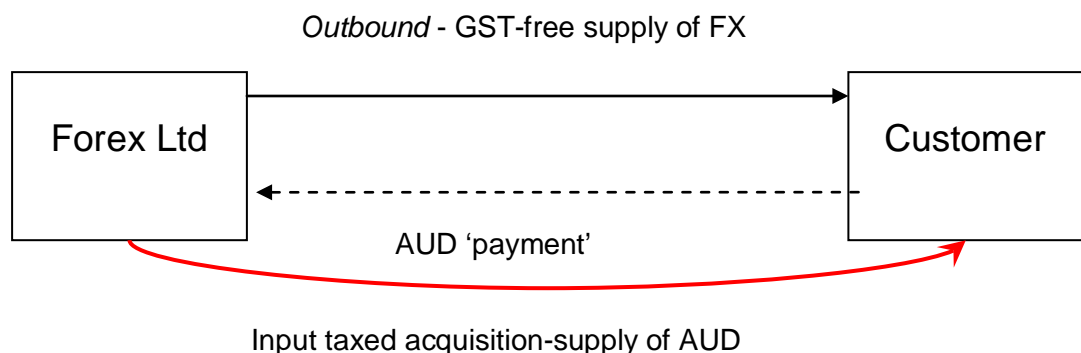 Outbound - GST-free supply of FX
Forex Ltd
Customer
AUD ‘payment’
Input taxed acquisition-supply of AUD